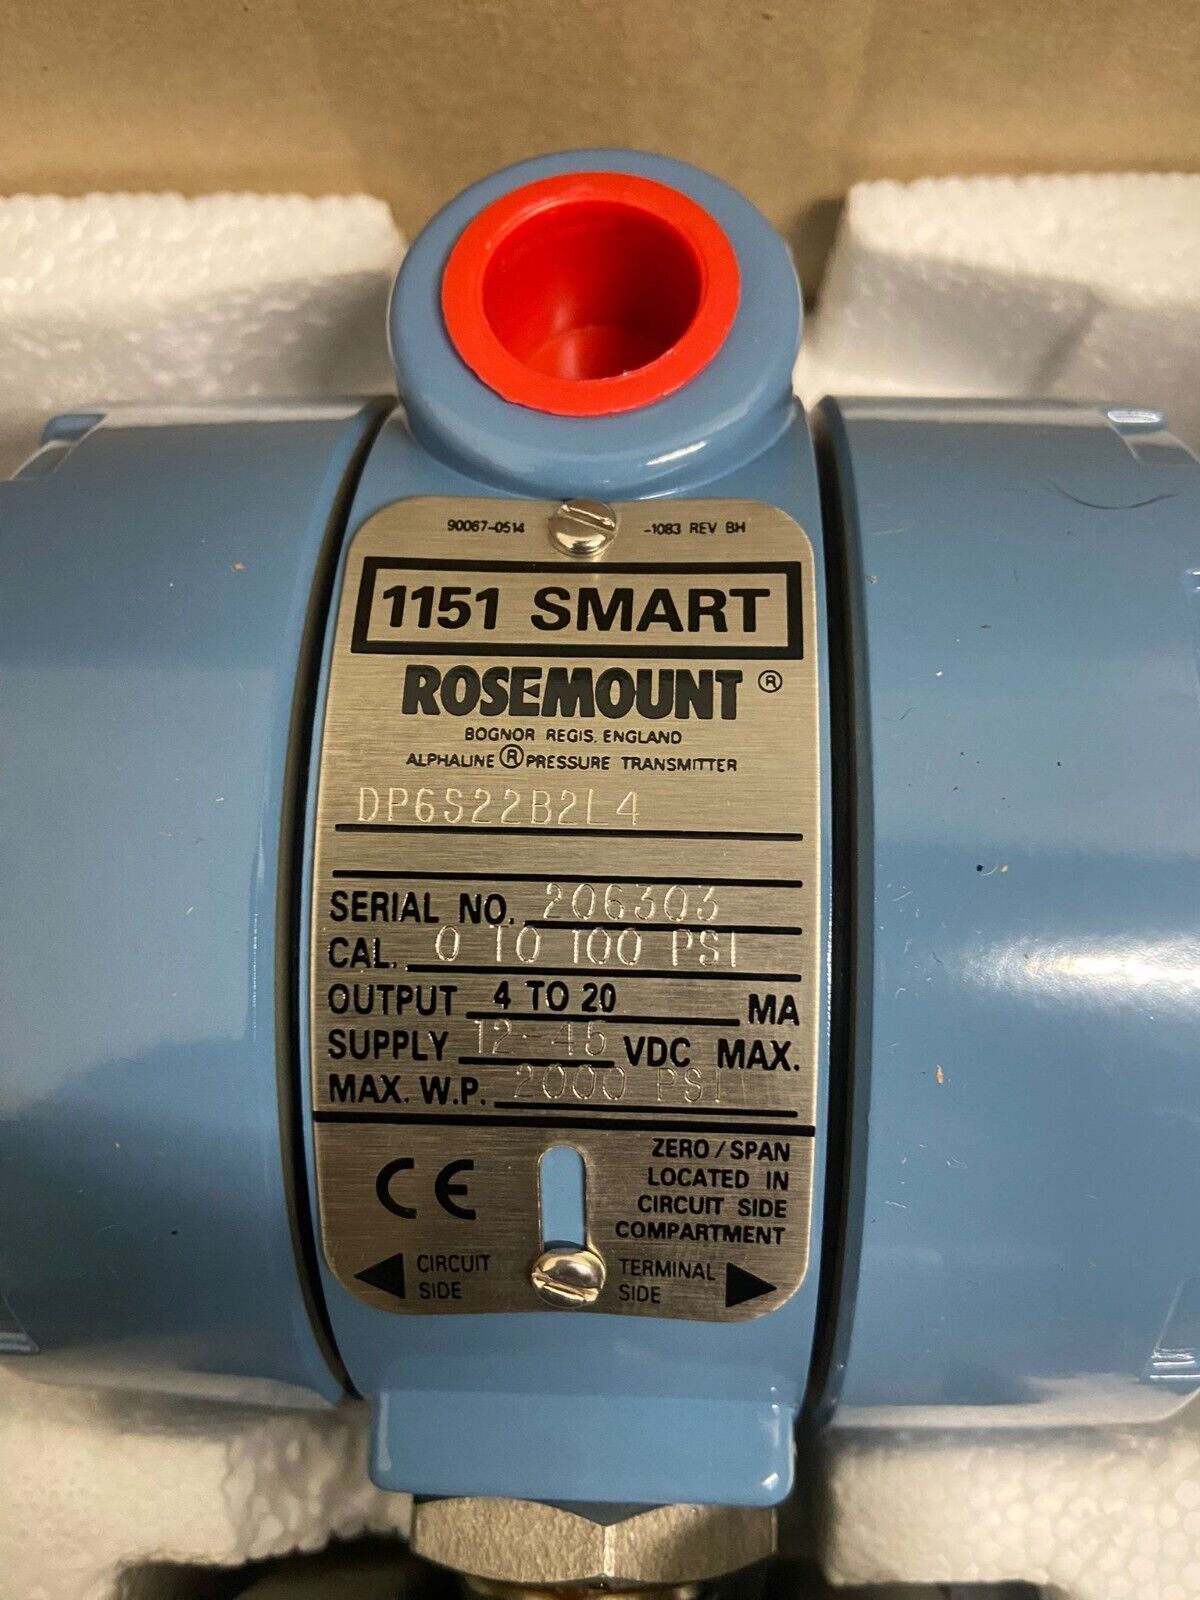 90067-0514 -1083 REV BH
1151 SMART
ROSEMOUNT ®
BOGNOR REGIS, ENGLAND
ALPHALINE ® PRESSURE TRANSMITTER
DP6S22B2L4
SERIAL NO. 206303
CAL. 0 TO 100 PSI
OUTPUT 4 TO 20 MA
SUPPLY 12-45 VDC MAX.
MAX. W.P. 2000 PSI
CE
ZERO / SPAN
LOCATED IN
CIRCUIT SIDE
COMPARTMENT
CIRCUIT SIDE
TERMINAL SIDE